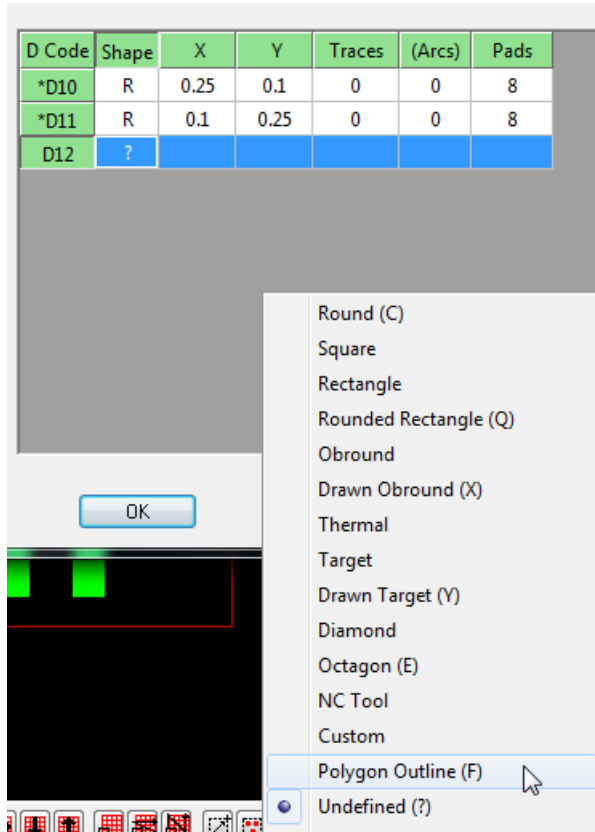 D Code Shape X Y Traces (Arcs) Pads
*D10 R 0.25 0.1 0 0 8
*D11 R 0.1 0.25 0 0 8
D12 ?
Round (C)
Square
Rectangle
Rounded Rectangle (Q)
Obround
Drawn Obround (X)
OK
Thermal
Target
Drawn Target (Y)
Diamond
Octagon (E)
NC Tool
Custom
Polygon Outline (F)
Undefined (?)